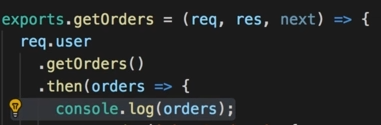 exports.getOrders = (req, res, next) => {
req.user
.getOrders()
.then(orders => {
console.log(orders);